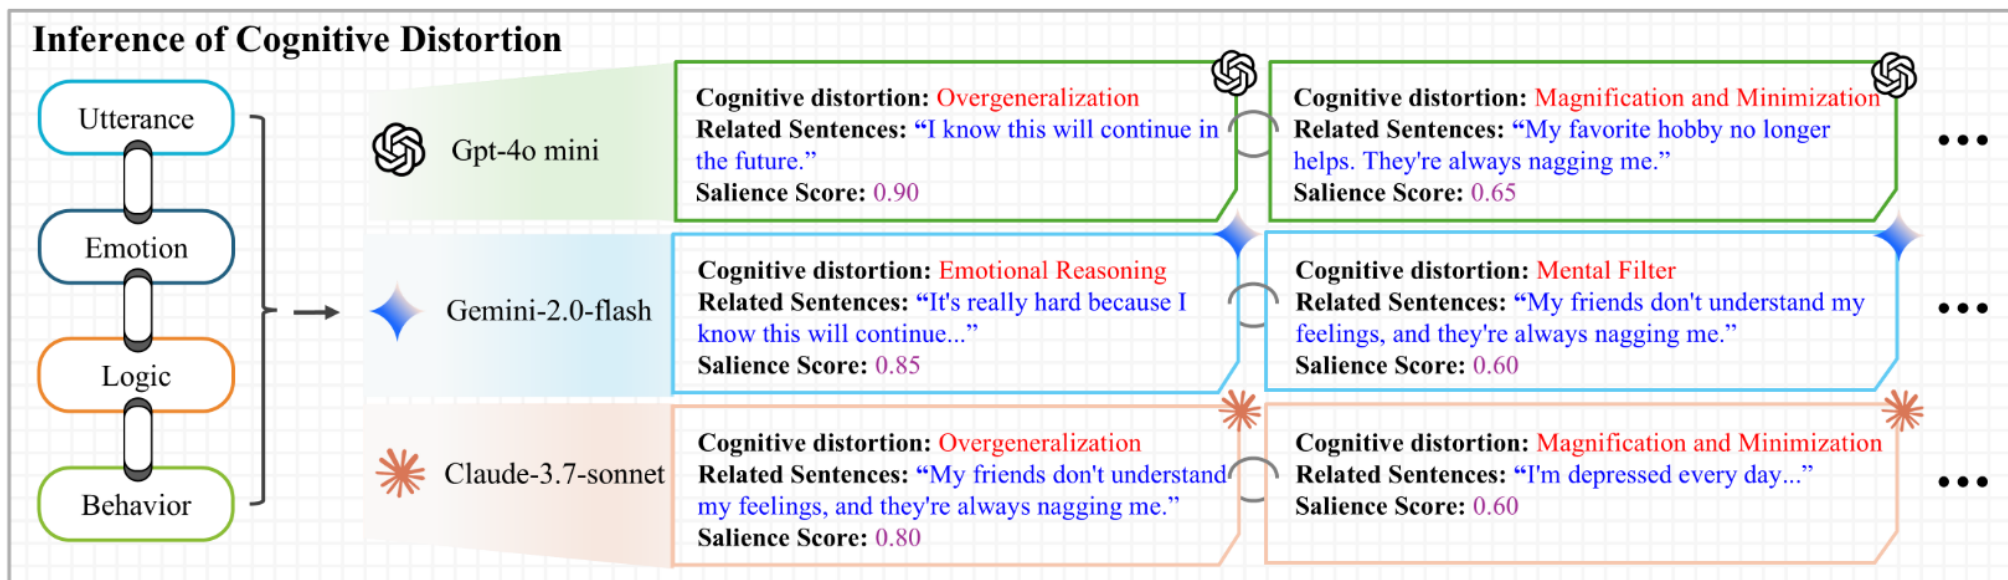 Inference of Cognitive Distortion
Utterance
Emotion
Logic
Behavior
Gpt-4o mini
Cognitive distortion: Overgeneralization
Related Sentences: “I know this will continue in
the future.”
Salience Score: 0.90
Cognitive distortion: Magnification and Minimization
Related Sentences: “My favorite hobby no longer
helps. They're always nagging me.”
Salience Score: 0.65
•••
Gemini-2.0-flash
Cognitive distortion: Emotional Reasoning
Related Sentences: “It's really hard because I
know this will continue...”
Salience Score: 0.85
Cognitive distortion: Mental Filter
Related Sentences: “My friends don't understand my
feelings, and they're always nagging me.”
Salience Score: 0.60
•••
Claude-3.7-sonnet
Cognitive distortion: Overgeneralization
Related Sentences: “My friends don't understand
my feelings, and they're always nagging me.”
Salience Score: 0.80
Cognitive distortion: Magnification and Minimization
Related Sentences: “I'm depressed every day...”
Salience Score: 0.60
•••